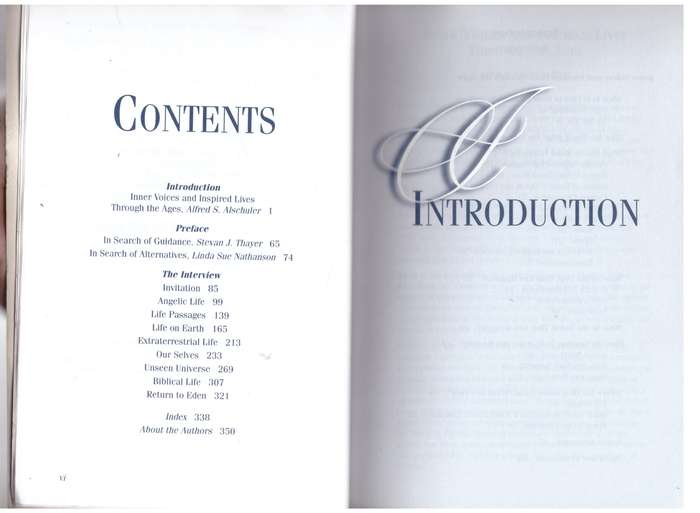 CONTENTS
Introduction
Inner Voices and Inspired Lives
Through the Ages, Alfred S. Alschuler 1
Preface
In Search of Guidance, Stevan J. Thayer 65
In Search of Alternatives, Linda Sue Nathanson 74
The Interview
Invitation 85
Angelic Life 99
Life Passages 139
Life on Earth 165
Extraterrestrial Life 213
Our Selves 233
Unseen Universe 269
Biblical Life 307
Return to Eden 321
Index 338
About the Authors 350
vi
I
INTRODUCTION